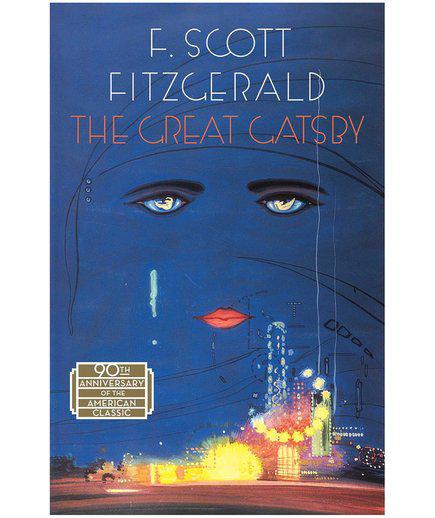 F. SCOTT
FITZGERALD
THE GREAT GATSBY
90TH
ANNIVERSARY
OF THE
AMERICAN
CLASSIC